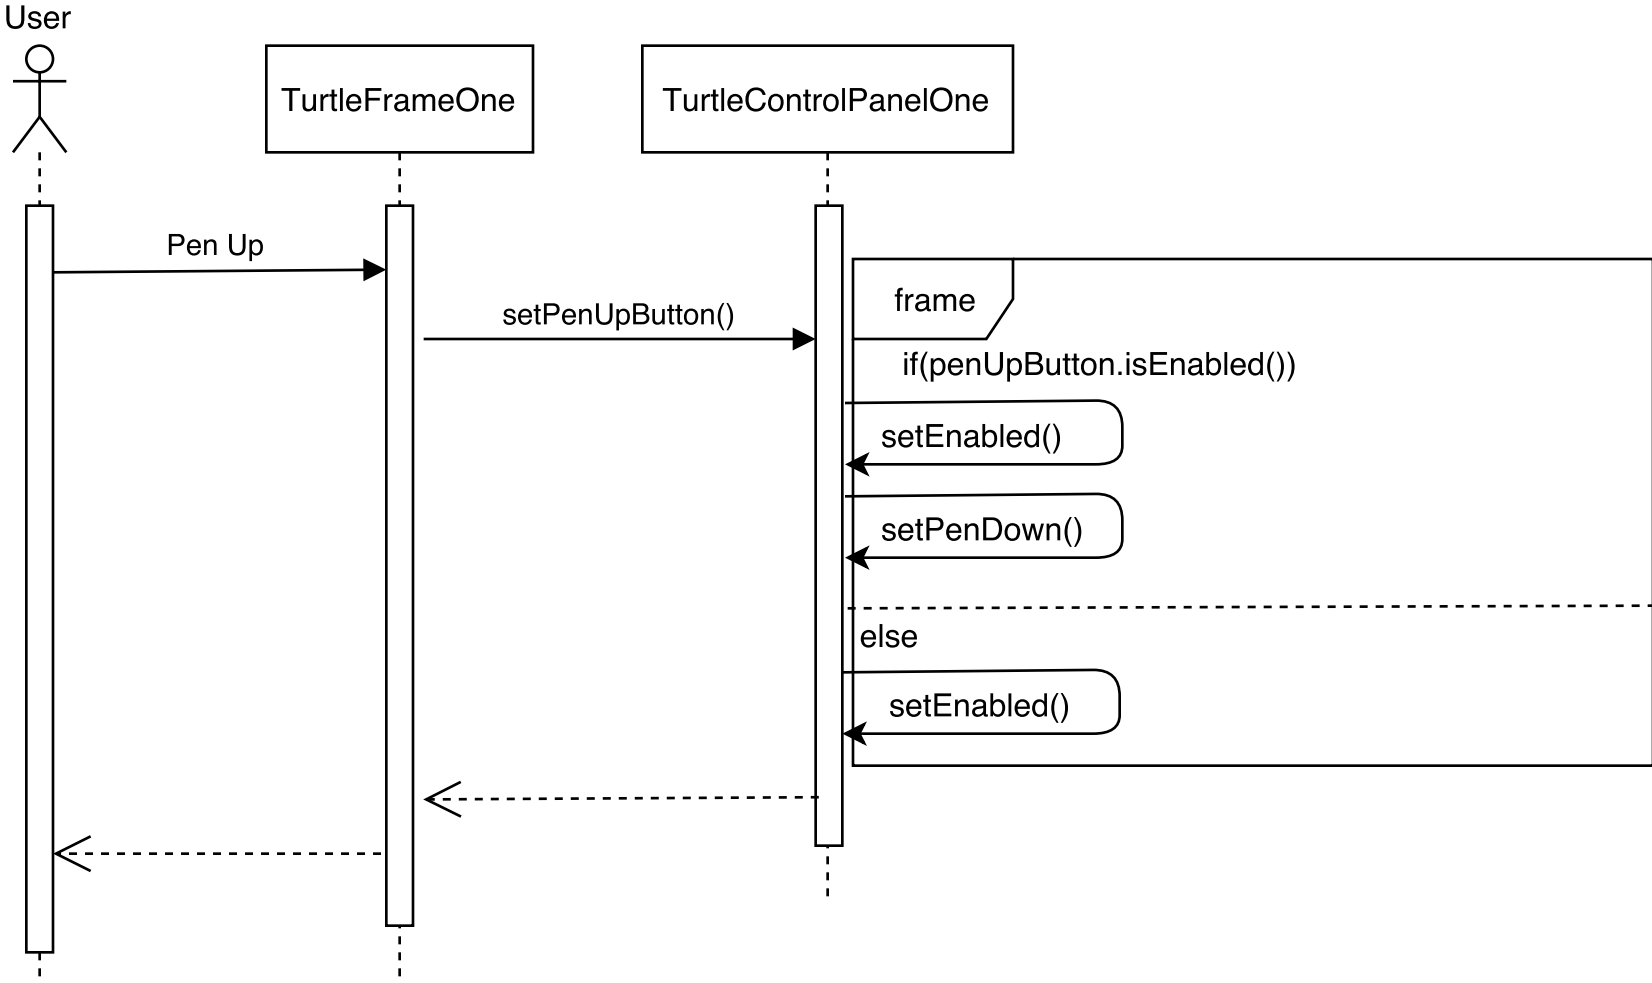 User
TurtleFrameOne
TurtleControlPanelOne
Pen Up
setPenUpButton()
frame
if(penUpButton.isEnabled())
setEnabled()
setPenDown()
else
setEnabled()